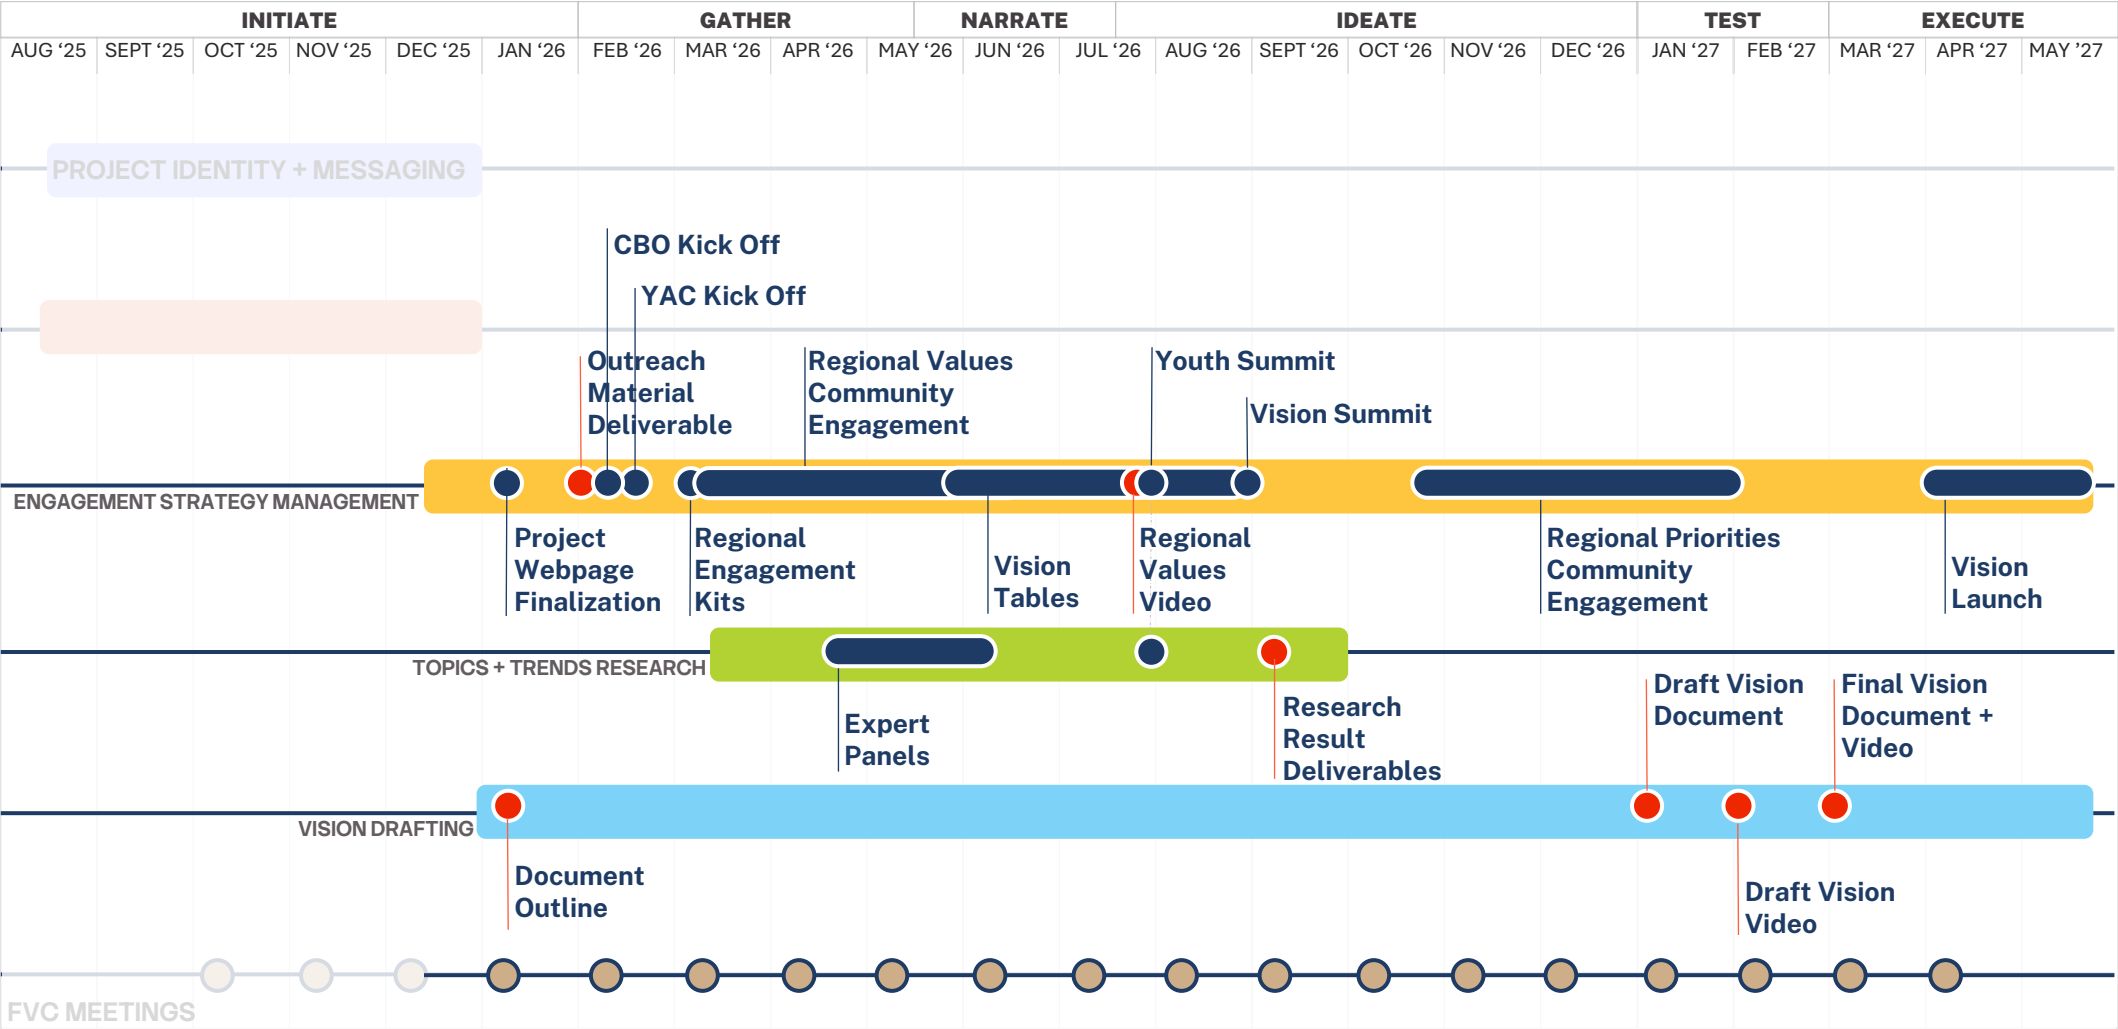 INITIATE GATHER NARRATE IDEATE TEST EXECUTE
AUG ‘25 SEPT ‘25 OCT ‘25 NOV ‘25 DEC ‘25 JAN ‘26 FEB ‘26 MAR ‘26 APR ‘26 MAY ‘26 JUN ‘26 JUL ‘26 AUG ‘26 SEPT ‘26 OCT ‘26 NOV ‘26 DEC ‘26 JAN ‘27 FEB ‘27 MAR ‘27 APR ‘27 MAY ‘27
PROJECT IDENTITY + MESSAGING
CBO Kick Off
YAC Kick Off
Outreach
Material
Deliverable
Regional Values
Community
Engagement
Youth Summit
Vision Summit
ENGAGEMENT STRATEGY MANAGEMENT
Project
Webpage
Finalization
Regional
Engagement
Kits
Vision
Tables
Regional
Values
Video
Regional Priorities
Community
Engagement
Vision
Launch
TOPICS + TRENDS RESEARCH
Expert
Panels
Research
Result
Deliverables
Draft Vision
Document
Final Vision
Document +
Video
VISION DRAFTING
Document
Outline
Draft Vision
Video
FVC MEETINGS